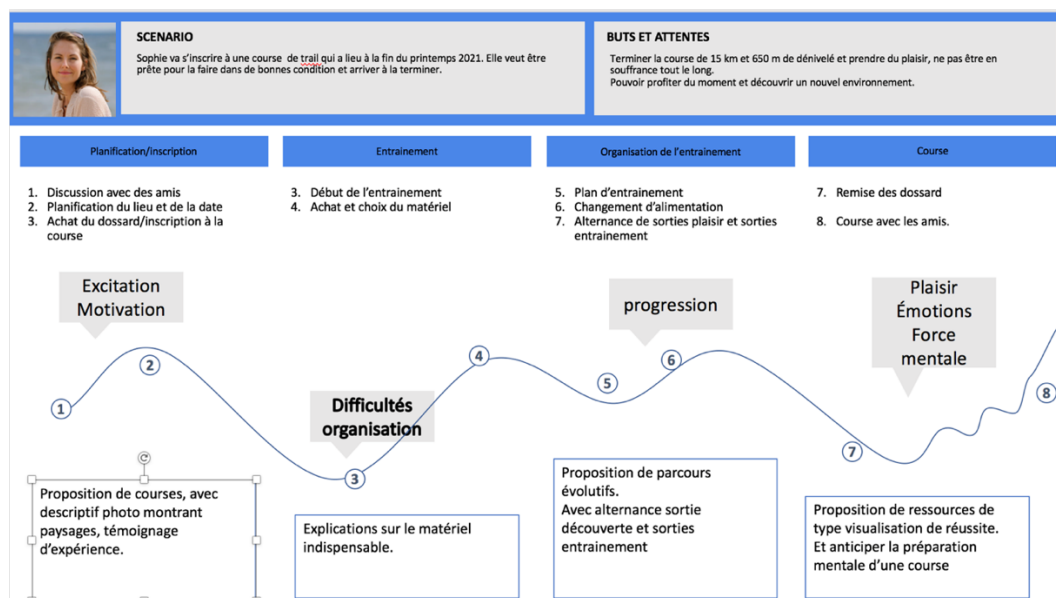 SCENARIO
Sophie va s'inscrire à une course de trail qui a lieu à la fin du printemps 2021. Elle veut être
prête pour la faire dans de bonnes condition et arriver à la terminer.
BUTS ET ATTENTES
Terminer la course de 15 km et 650 m de dénivelé et prendre du plaisir, ne pas être en
souffrance tout le long.
Pouvoir profiter du moment et découvrir un nouvel environnement.
Planification/inscription
1. Discussion avec des amis
2. Planification du lieu et de la date
3. Achat du dossard/inscription à la
course
Entrainement
3. Début de l'entrainement
4. Achat et choix du matériel
Organisation de l'entrainement
5. Plan d'entrainement
6. Changement d'alimentation
7. Alternance de sorties plaisir et sorties
entrainement
Course
7. Remise des dossard
8. Course avec les amis.
Excitation
Motivation
Difficultés
organisation
progression
Plaisir
Émotions
Force
mentale
1
2
3
4
5
6
7
8
Proposition de courses, avec
descriptif photo montrant
paysages, témoignage
d'expérience.
Explications sur le matériel
indispensable.
Proposition de parcours
évolutifs.
Avec alternance sortie
découverte et sorties
entrainement
Proposition de ressources de
type visualisation de réussite.
Et anticiper la préparation
mentale d'une course